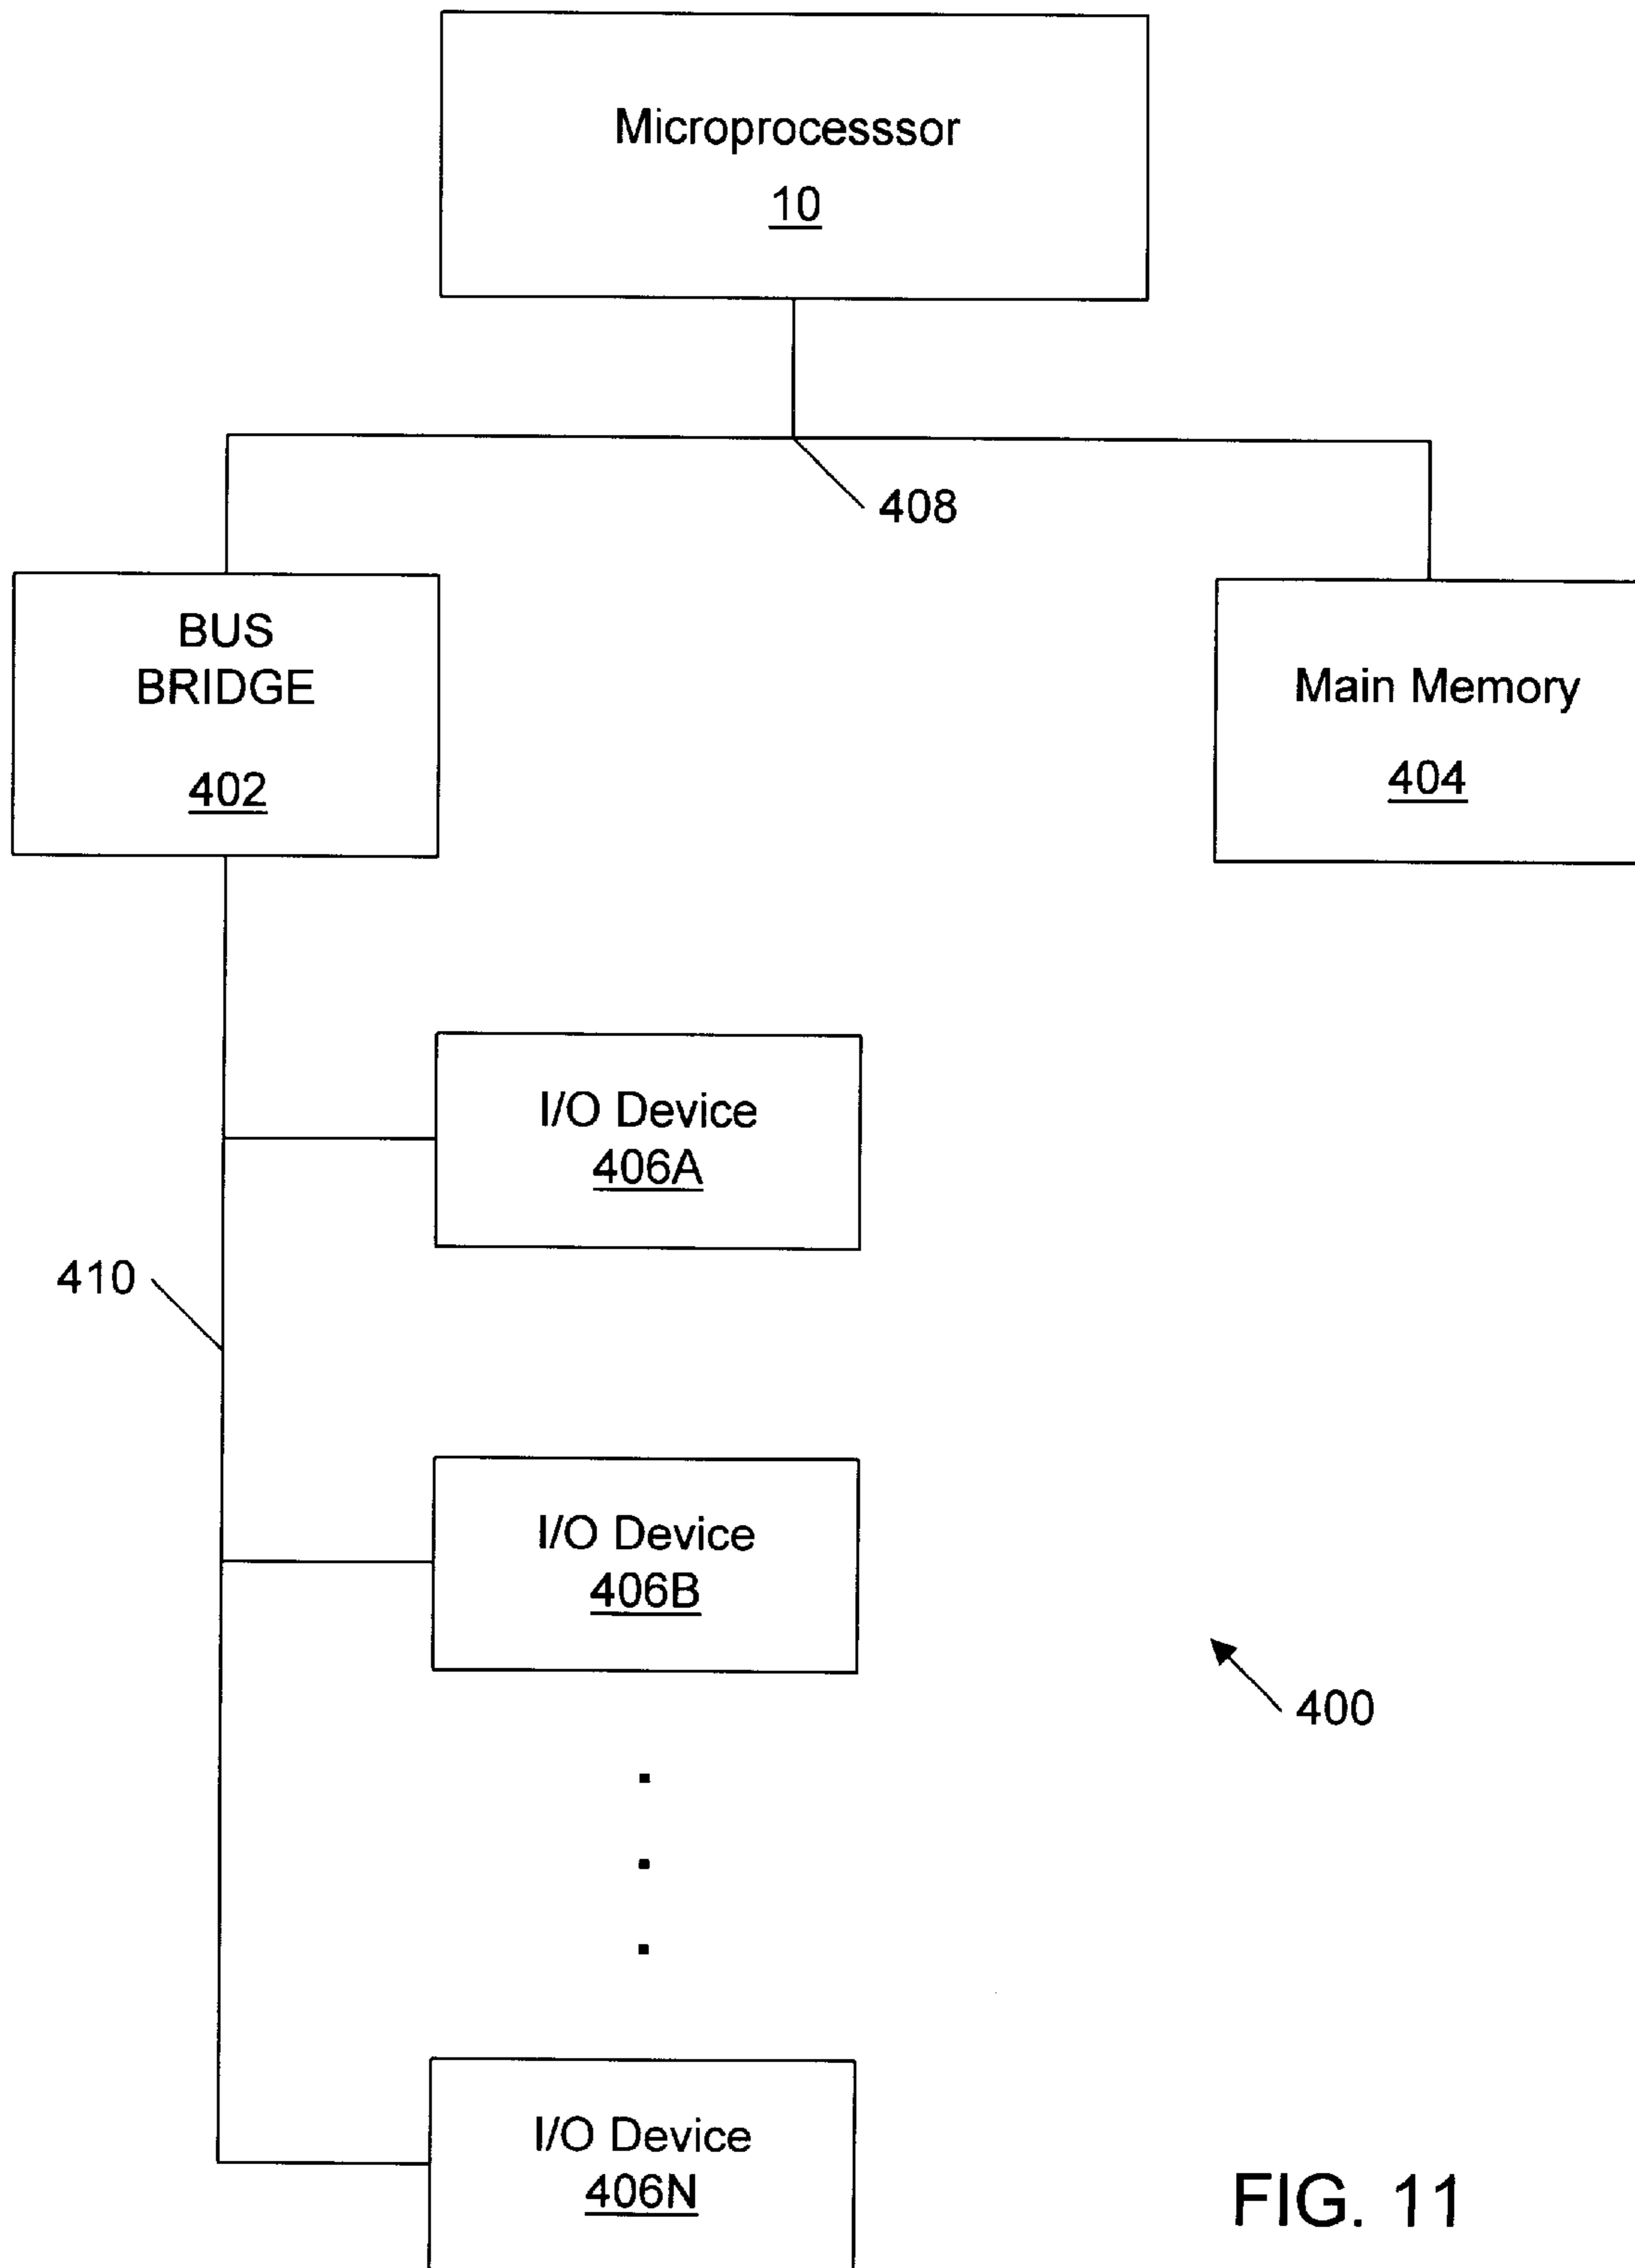 Microprocesssor
10
408
BUS
BRIDGE
402
Main Memory
404
I/O Device
406A
410
I/O Device
406B
400
I/O Device
406N
FIG. 11